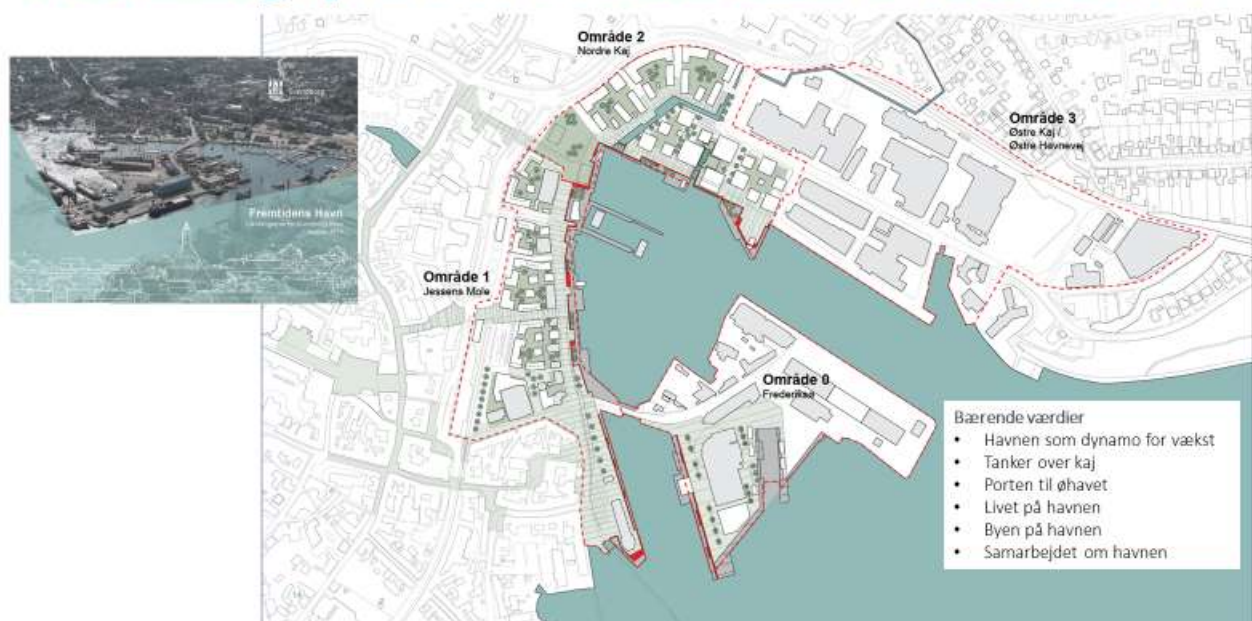 Område 2
Nordre Kaj
Område 3
Østre Kaj /
Østre Havnevej
Svendborg
Fremtidens Havn
Område 1
Jessens Mole
Område 0
Frederiksø
Bærende værdier
• Havnen som dynamo for vækst
• Tanker over kaj
• Porten til øhavet
• Livet på havnen
• Byen på havnen
• Samarbejdet om havnen